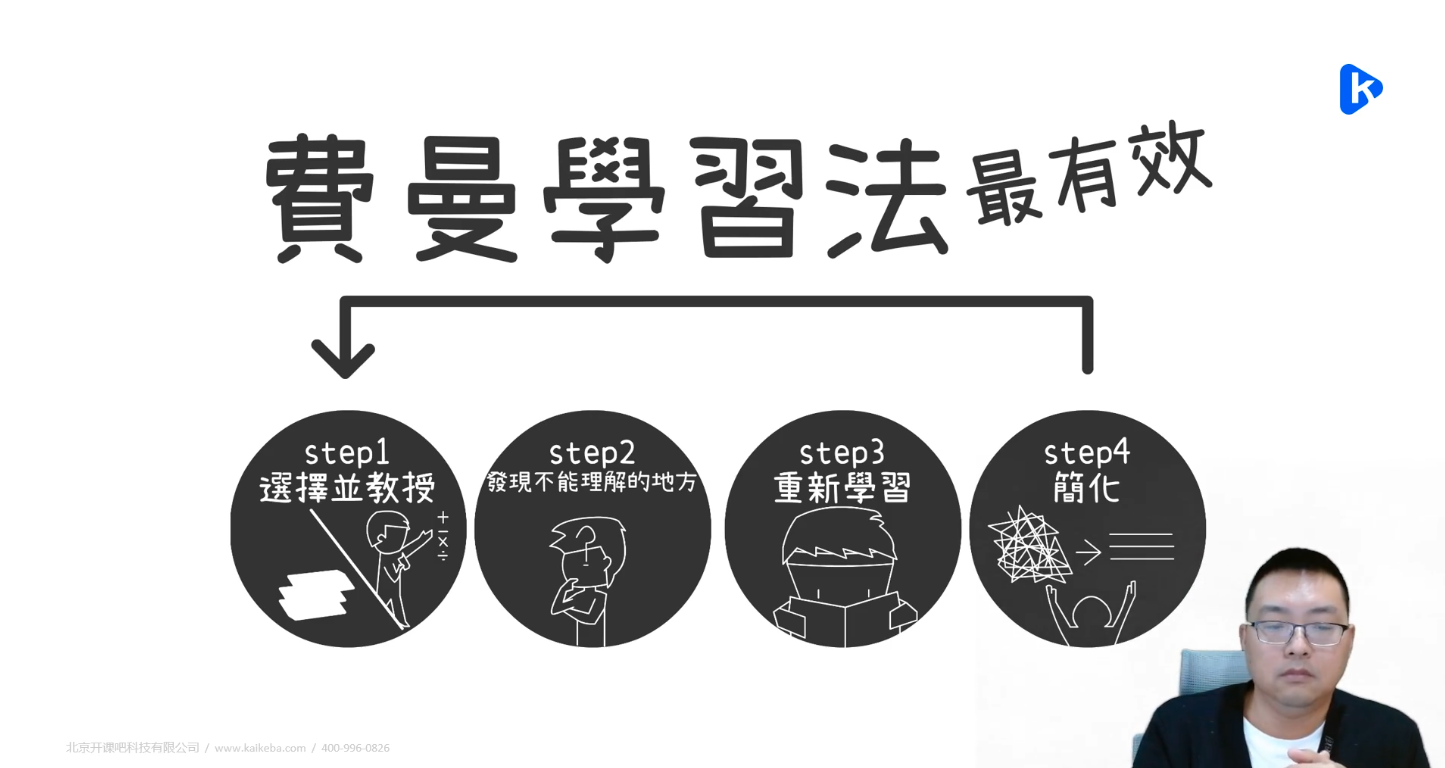 k
費曼學習法最有效
step1
選擇並教授
+
−
×
÷
step2
發現不能理解的地方
step3
重新學習
step4
簡化
北京开课吧科技有限公司 / www.kaikeba.com / 400-996-0826